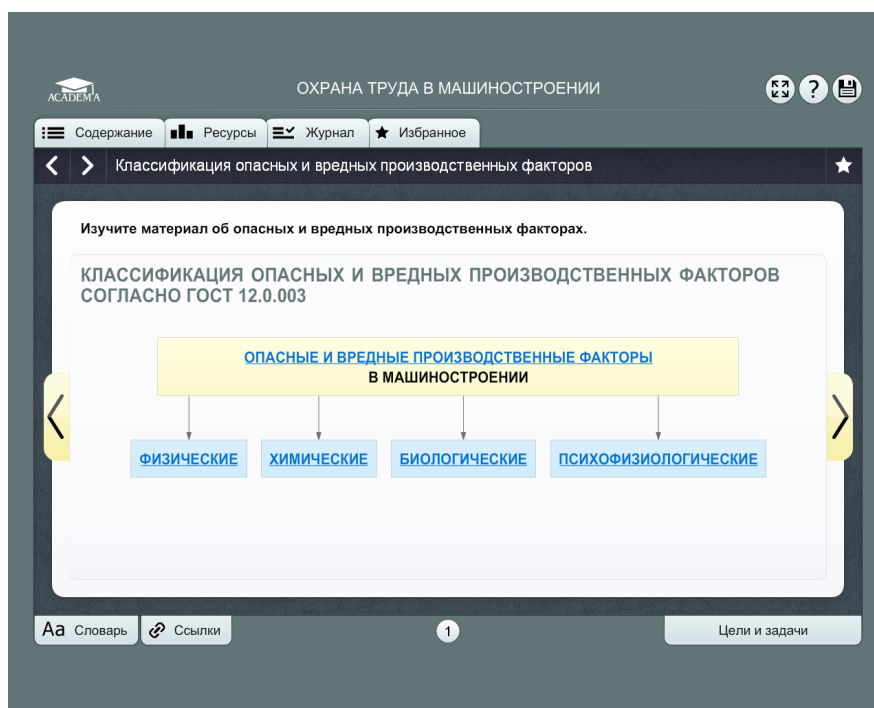 ACADEM'A
ОХРАНА ТРУДА В МАШИНОСТРОЕНИИ
?
Содержание Ресурсы Журнал Избранное
Классификация опасных и вредных производственных факторов
Изучите материал об опасных и вредных производственных факторах.
КЛАССИФИКАЦИЯ ОПАСНЫХ И ВРЕДНЫХ ПРОИЗВОДСТВЕННЫХ ФАКТОРОВ
СОГЛАСНО ГОСТ 12.0.003
ОПАСНЫЕ И ВРЕДНЫЕ ПРОИЗВОДСТВЕННЫЕ ФАКТОРЫ
В МАШИНОСТРОЕНИИ
ФИЗИЧЕСКИЕ ХИМИЧЕСКИЕ БИОЛОГИЧЕСКИЕ ПСИХОФИЗИОЛОГИЧЕСКИЕ
Aa Словарь Ссылки 1 Цели и задачи